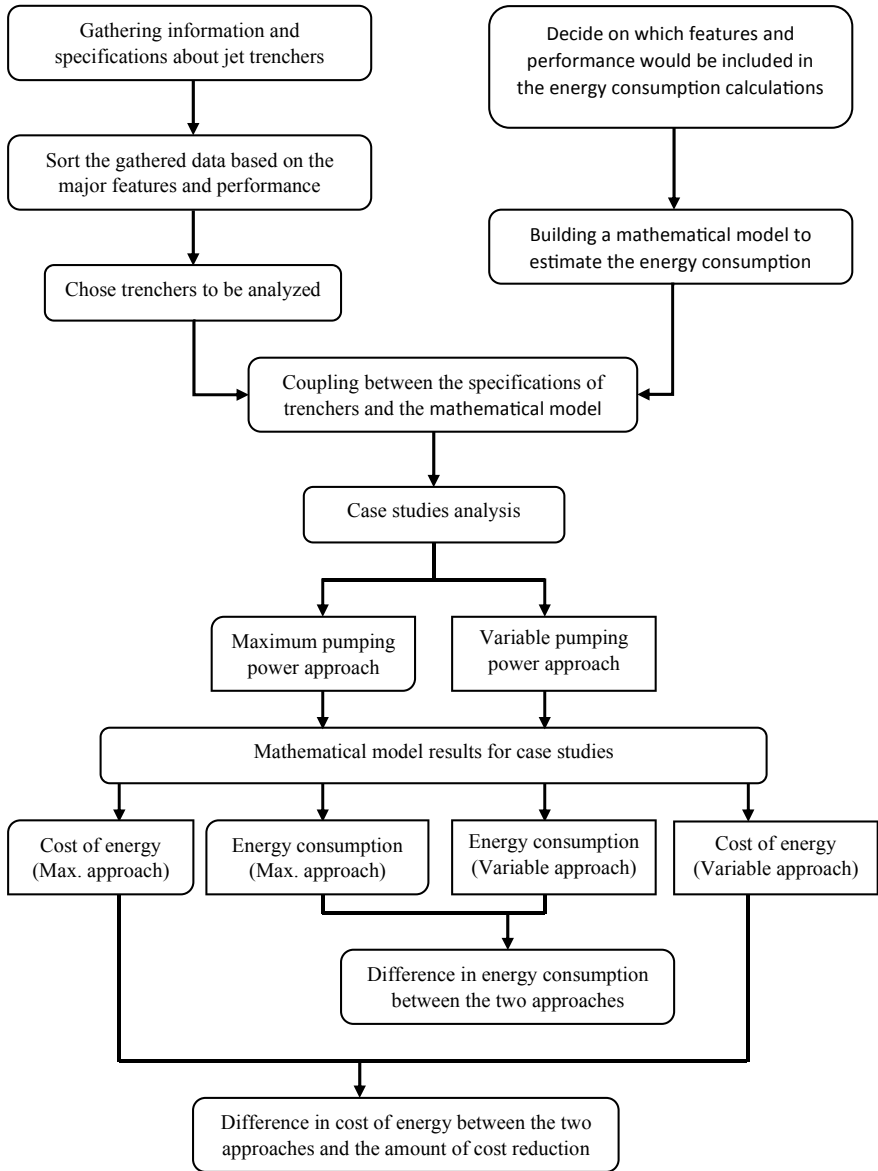 Gathering information and
specifications about jet trenchers
Decide on which features and
performance would be included in
the energy consumption calculations
Sort the gathered data based on the
major features and performance
Building a mathematical model to
estimate the energy consumption
Chose trenchers to be analyzed
Coupling between the specifications of
trenchers and the mathematical model
Case studies analysis
Maximum pumping
power approach
Variable pumping
power approach
Mathematical model results for case studies
Cost of energy
(Max. approach)
Energy consumption
(Max. approach)
Energy consumption
(Variable approach)
Cost of energy
(Variable approach)
Difference in energy consumption
between the two approaches
Difference in cost of energy between the two
approaches and the amount of cost reduction